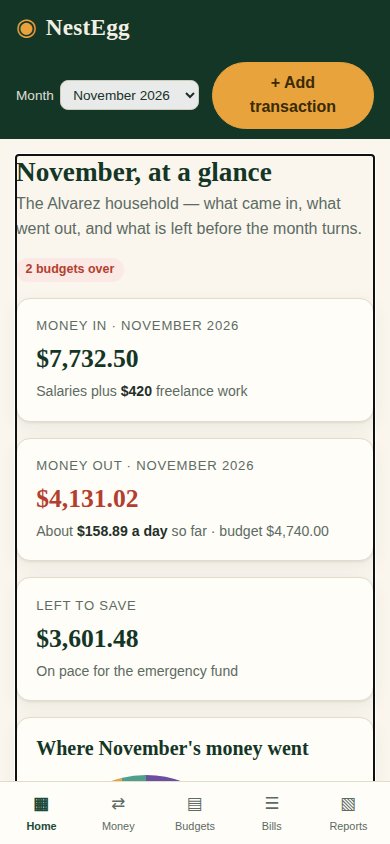 NestEgg
Month
November 2026
+ Add
transaction
November, at a glance
The Alvarez household — what came in, what
went out, and what is left before the month turns.
2 budgets over
MONEY IN · NOVEMBER 2026
$7,732.50
Salaries plus $420 freelance work
MONEY OUT · NOVEMBER 2026
$4,131.02
About $158.89 a day so far · budget $4,740.00
LEFT TO SAVE
$3,601.48
On pace for the emergency fund
Where November's money went
Home
Money
Budgets
Bills
Reports